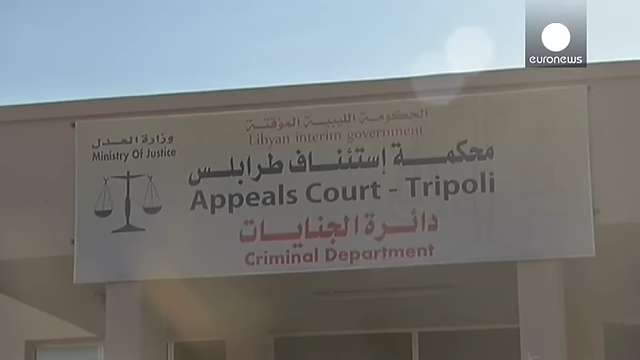 euronews
الحكومة الليبية المؤقتة
Libyan interim government
وزارة العدل
Ministry Of Justice
محكمة إستئناف طرابلس
Appeals Court - Tripoli
دائرة الجنايات
Criminal Department